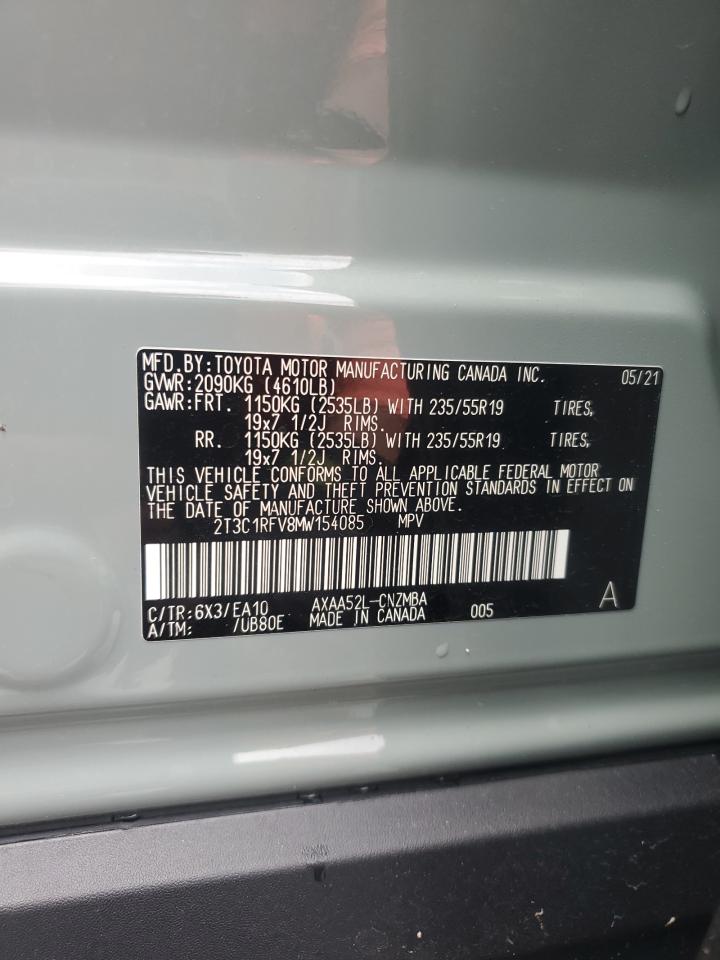 MFD.BY:TOYOTA MOTOR MANUFACTURING CANADA INC. 05/21
GVWR:2090KG (4610LB)
GAWR:FRT. 1150KG (2535LB) WITH 235/55R19 TIRES,
19x7 1/2J RIMS.
RR. 1150KG (2535LB) WITH 235/55R19 TIRES,
19x7 1/2J RIMS.
THIS VEHICLE CONFORMS TO ALL APPLICABLE FEDERAL MOTOR
VEHICLE SAFETY AND THEFT PREVENTION STANDARDS IN EFFECT ON
THE DATE OF MANUFACTURE SHOWN ABOVE.
2T3C1RFV8MW154085 MPV
C/TR:6X3/EA10 AXAA52L-CNZMBA A
A/TM: /UB80E MADE IN CANADA 005